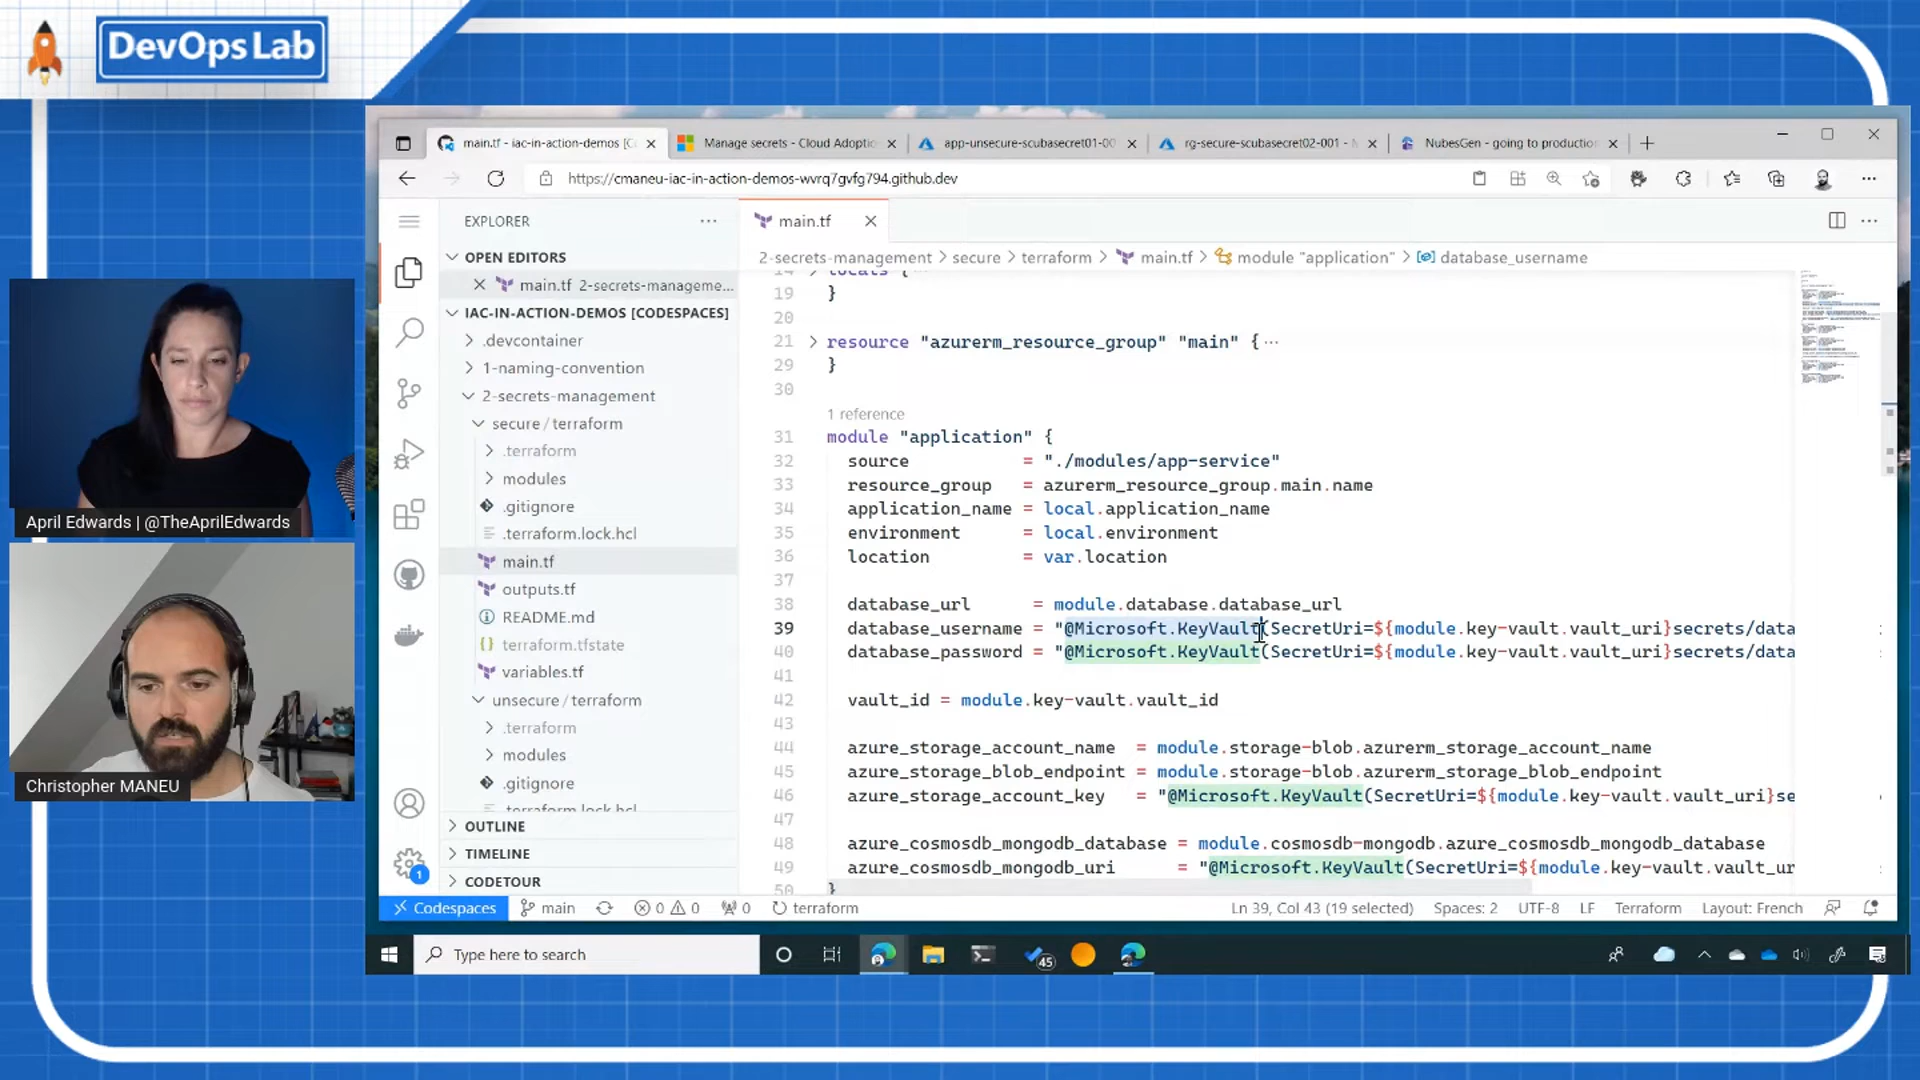 DevOps Lab
main.tf - iac-in-action-demos [C
Manage secrets - Cloud Adoptio
app-unsecure-scubasecret01-00
rg-secure-scubasecret02-001 - M
NubesGen - going to production
https://cmaneu-iac-in-action-demos-wvrq7gvfg794.github.dev
EXPLORER
main.tf
OPEN EDITORS
main.tf 2-secrets-manageme...
IAC-IN-ACTION-DEMOS [CODESPACES]
.devcontainer
1-naming-convention
2-secrets-management
secure / terraform
.terraform
modules
.gitignore
.terraform.lock.hcl
main.tf
outputs.tf
README.md
terraform.tfstate
variables.tf
unsecure / terraform
.terraform
modules
.gitignore
.terraform.lock.hcl
OUTLINE
TIMELINE
CODETOUR
2-secrets-management > secure > terraform > main.tf > module "application" > database_username
14 locals {
19 }
20
21 resource "azurerm_resource_group" "main" {
29 }
30
1 reference
31 module "application" {
32 source = "./modules/app-service"
33 resource_group = azurerm_resource_group.main.name
34 application_name = local.application_name
35 environment = local.environment
36 location = var.location
37
38 database_url = module.database.database_url
39 database_username = "@Microsoft.KeyVault(SecretUri=${module.key-vault.vault_uri}secrets/data
40 database_password = "@Microsoft.KeyVault(SecretUri=${module.key-vault.vault_uri}secrets/data
41
42 vault_id = module.key-vault.vault_id
43
44 azure_storage_account_name = module.storage-blob.azurerm_storage_account_name
45 azure_storage_blob_endpoint = module.storage-blob.azurerm_storage_blob_endpoint
46 azure_storage_account_key = "@Microsoft.KeyVault(SecretUri=${module.key-vault.vault_uri}se
47
48 azure_cosmosdb_mongodb_database = module.cosmosdb-mongodb.azure_cosmosdb_mongodb_database
49 azure_cosmosdb_mongodb_uri = "@Microsoft.KeyVault(SecretUri=${module.key-vault.vault_ur
50 }
1
Codespaces main 0 0 0 terraform
Ln 39, Col 43 (19 selected) Spaces: 2 UTF-8 LF Terraform Layout: French
Type here to search
45
April Edwards | @TheAprilEdwards
Christopher MANEU